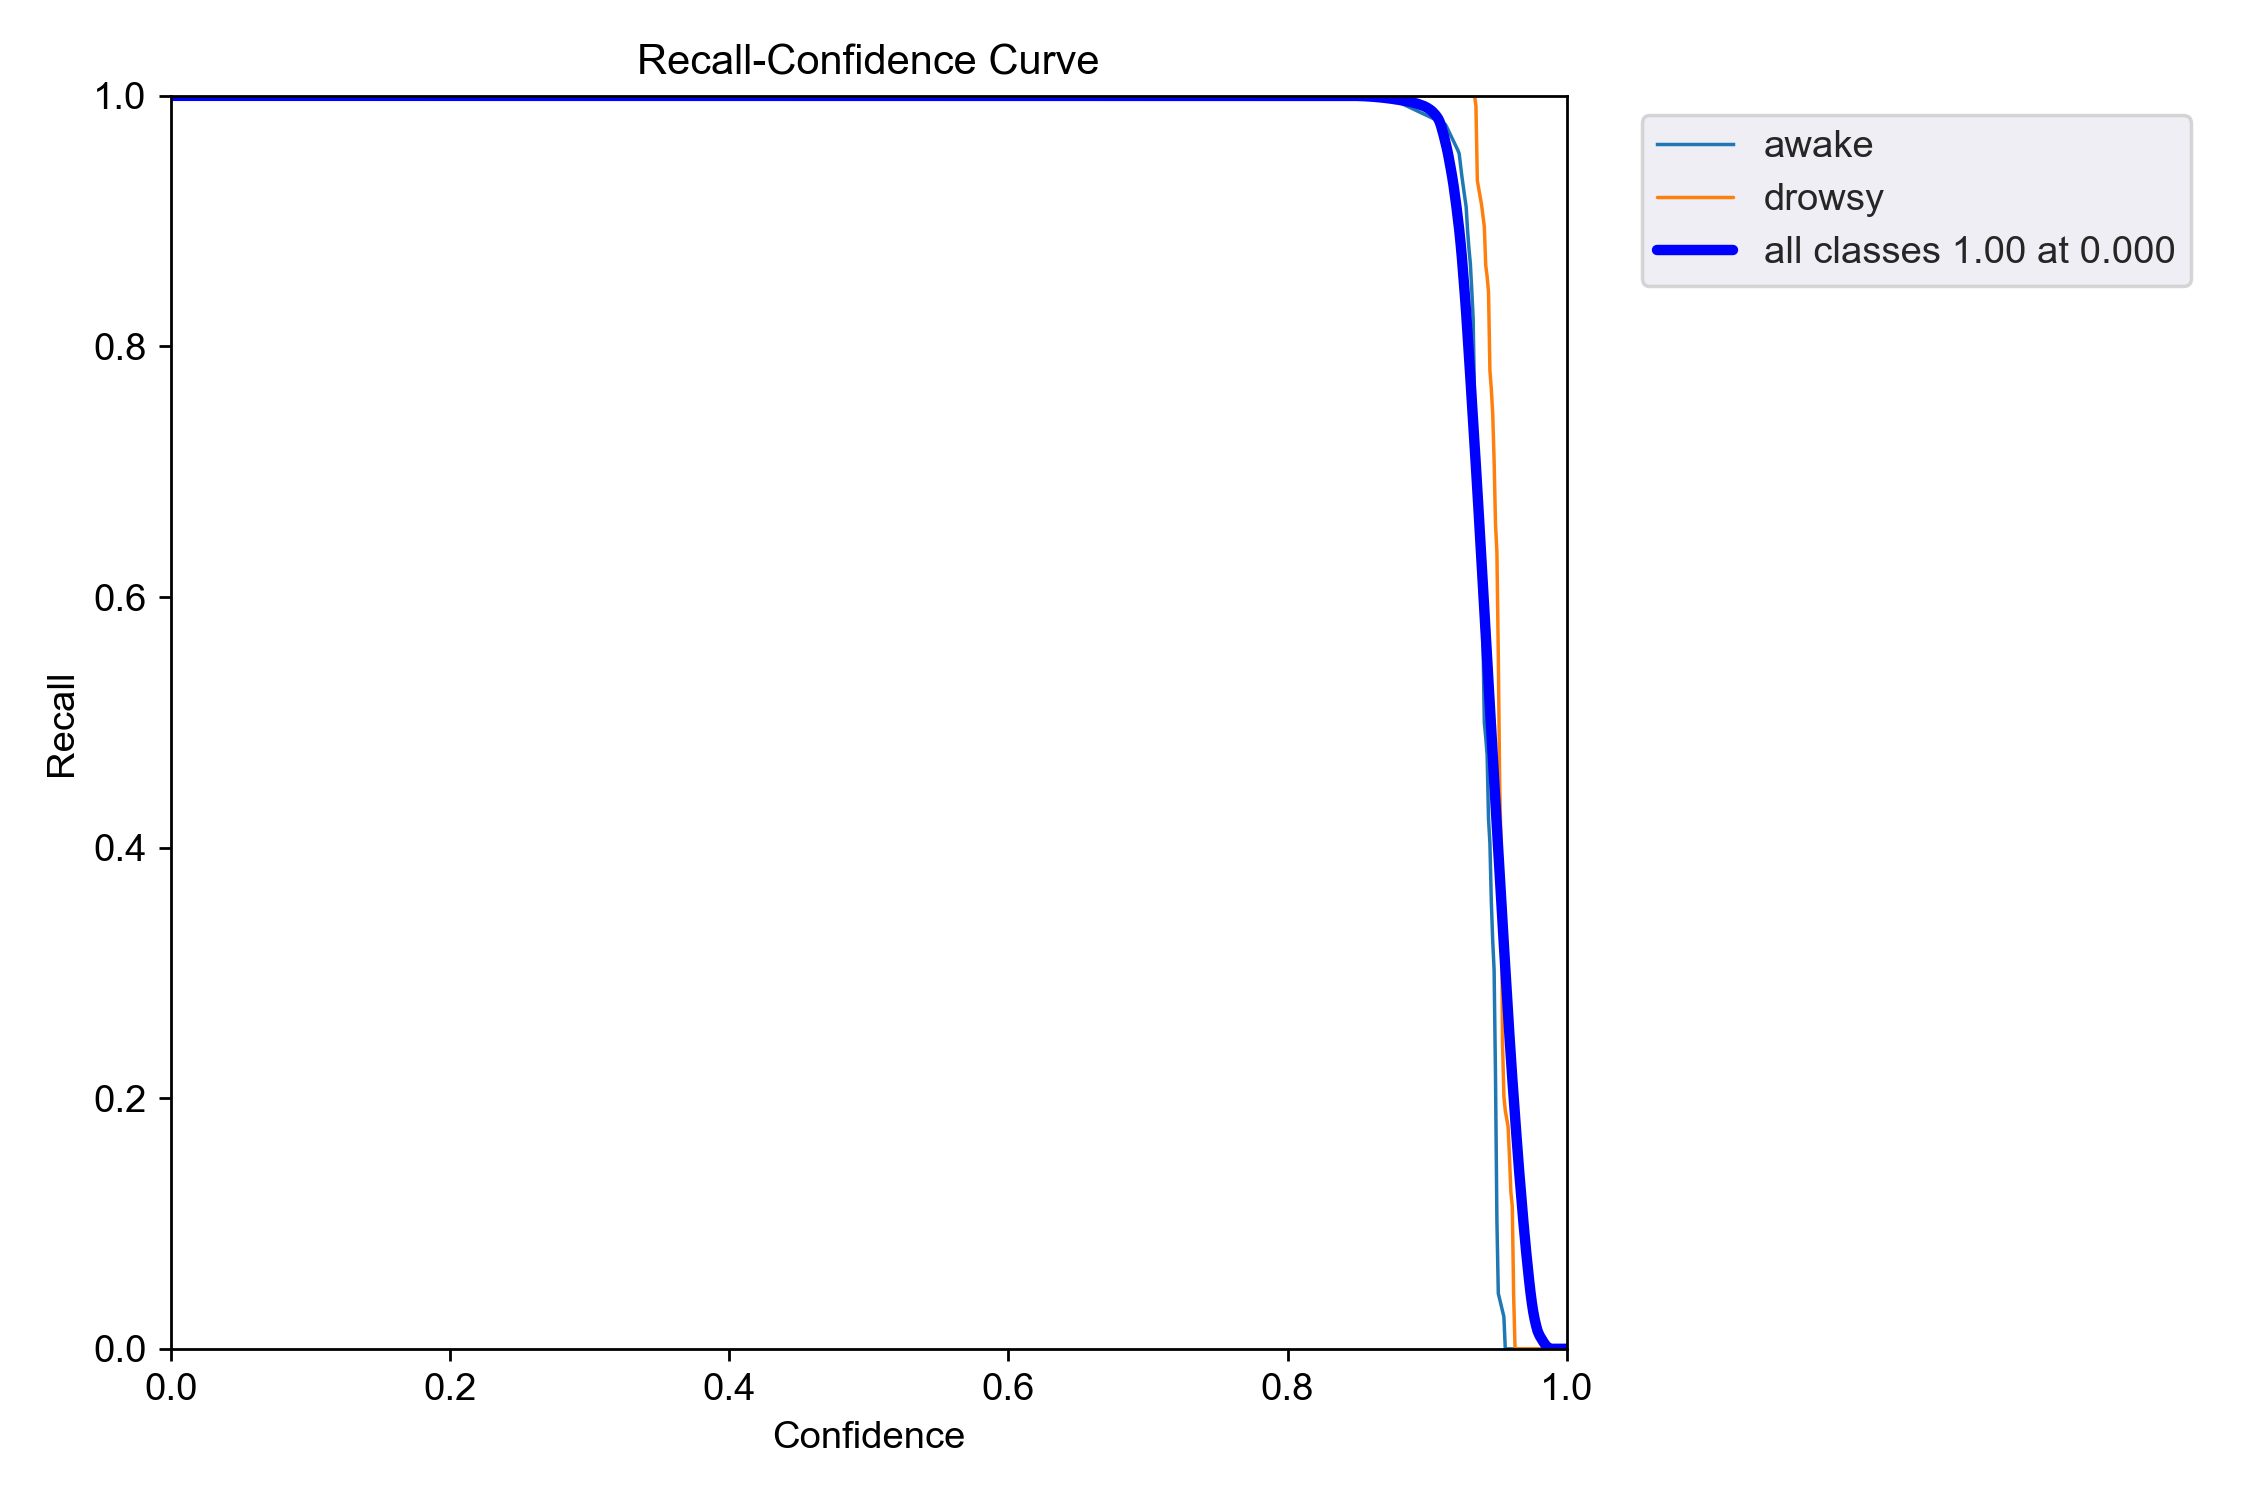 Recall-Confidence Curve
1.0
0.8
0.6
0.4
0.2
0.0
Recall
0.0 0.2 0.4 0.6 0.8 1.0
Confidence
awake
drowsy
all classes 1.00 at 0.000